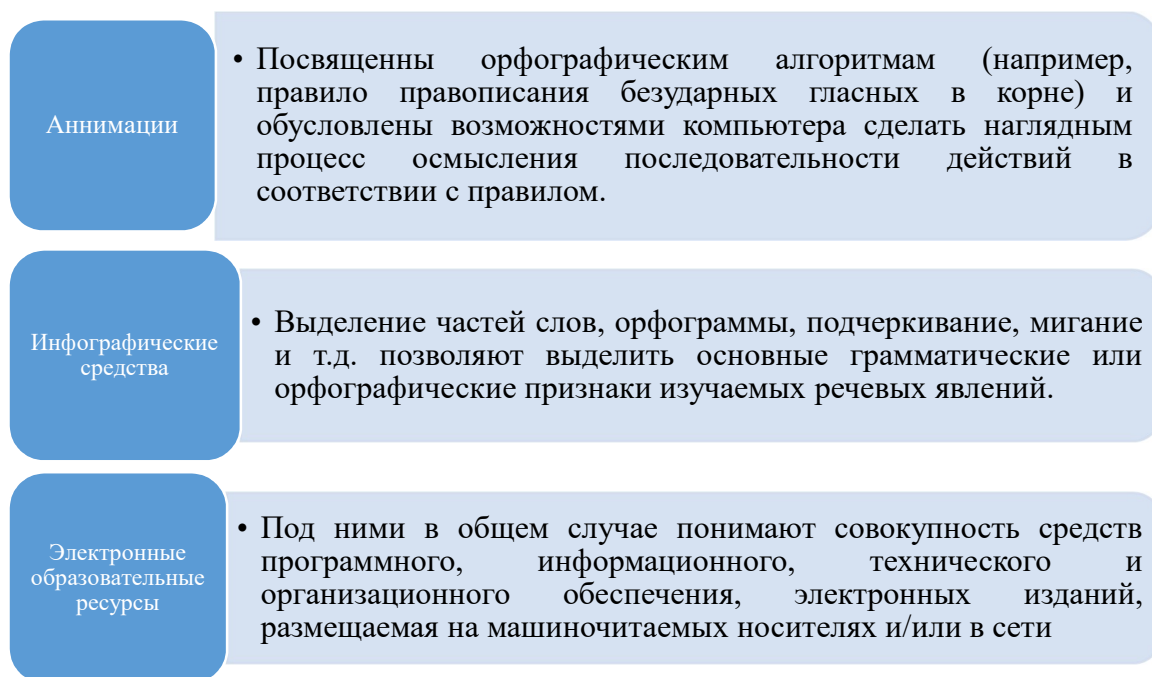 Аннимации
• Посвященны орфографическим алгоритмам (например,
правило правописания безударных гласных в корне) и
обусловлены возможностями компьютера сделать наглядным
процесс осмысления последовательности действий в
соответствии с правилом.
Инфографические
средства
• Выделение частей слов, орфограммы, подчеркивание, мигание
и т.д. позволяют выделить основные грамматические или
орфографические признаки изучаемых речевых явлений.
Электронные
образовательные
ресурсы
• Под ними в общем случае понимают совокупность средств
программного, информационного, технического и
организационного обеспечения, электронных изданий,
размещаемая на машиночитаемых носителях и/или в сети